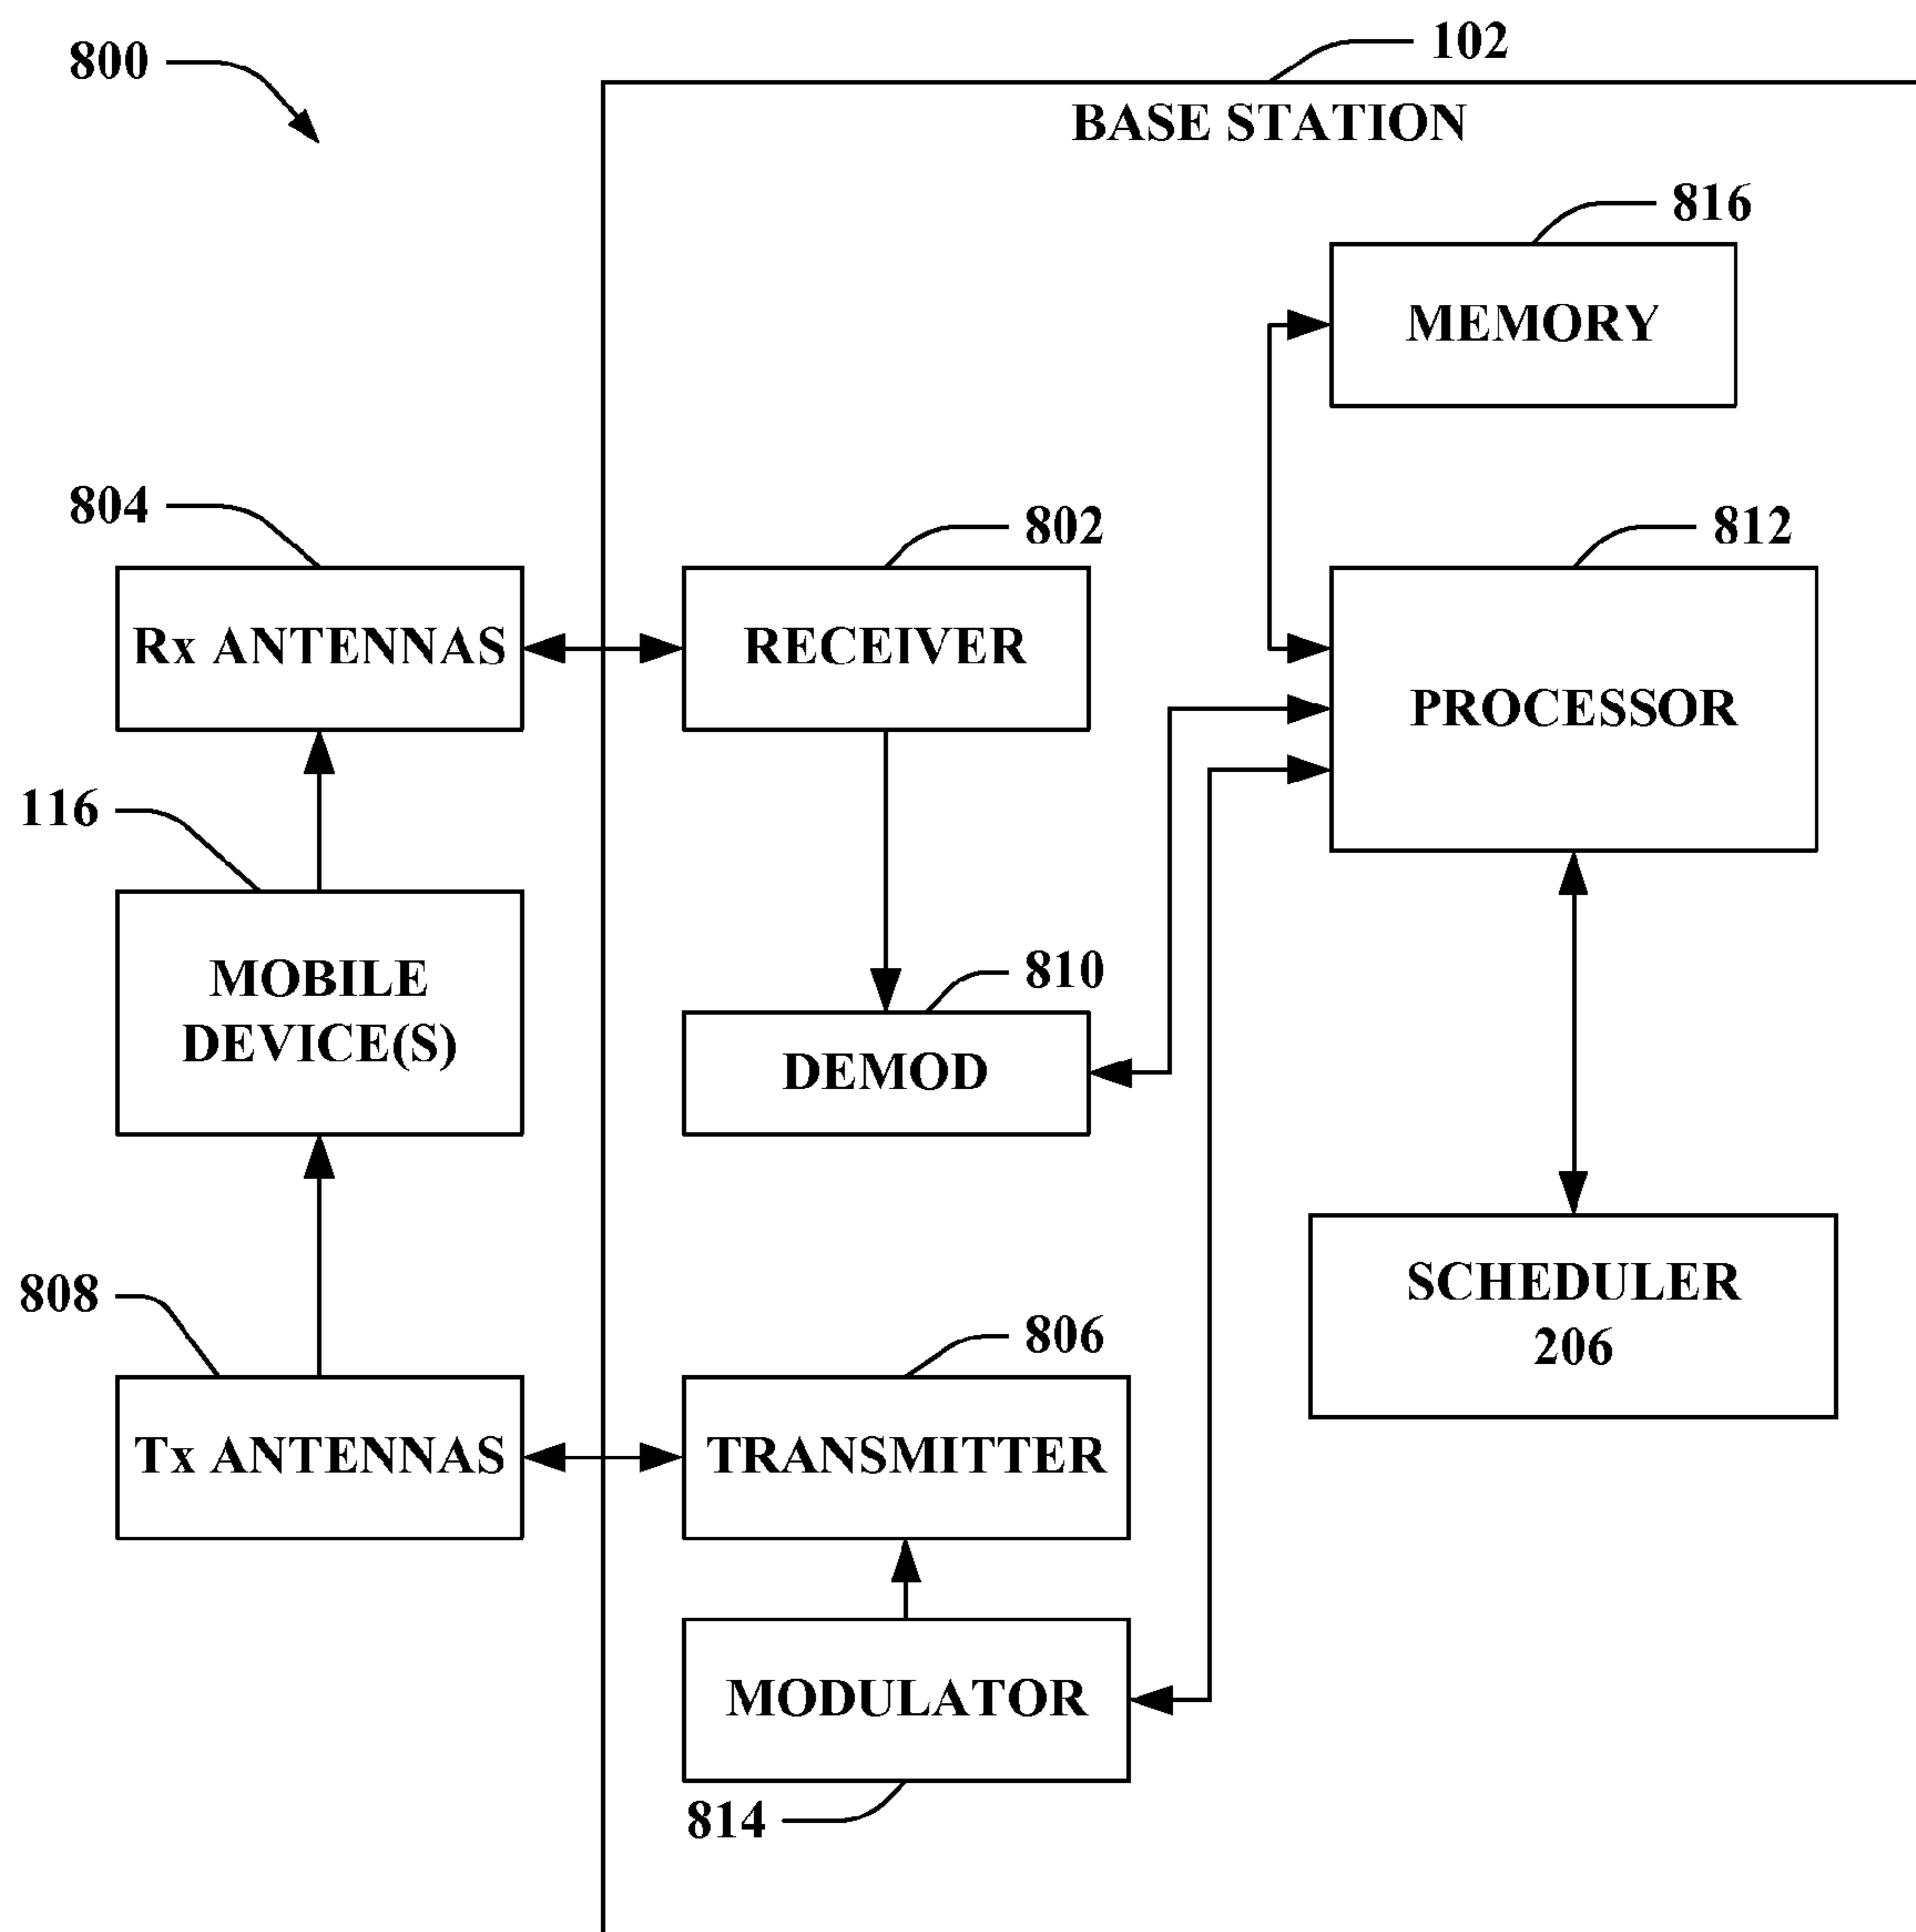 800
102
BASE STATION
816
MEMORY
804
802
812
Rx ANTENNAS
RECEIVER
PROCESSOR
116
MOBILE
DEVICE(S)
810
DEMOD
808
806
SCHEDULER
206
Tx ANTENNAS
TRANSMITTER
MODULATOR
814